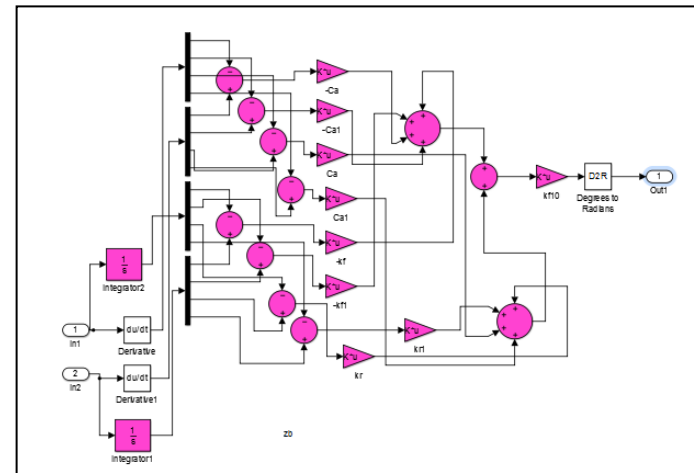 K*u
-Ca
K*u
-Ca1
K*u
Ca
K*u
Ca1
K*u
-kf
K*u
-kf1
K*u
kr1
K*u
kr
K*u
kf10
D2R
Degrees to
Radians
1
Out1
1
s
Integrator2
1
In1
du/dt
Derivative
2
In2
du/dt
Derivative1
1
s
Integrator1
zb